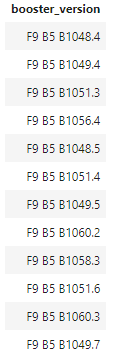 booster_version
F9 B5 B1048.4
F9 B5 B1049.4
F9 B5 B1051.3
F9 B5 B1056.4
F9 B5 B1048.5
F9 B5 B1051.4
F9 B5 B1049.5
F9 B5 B1060.2
F9 B5 B1058.3
F9 B5 B1051.6
F9 B5 B1060.3
F9 B5 B1049.7